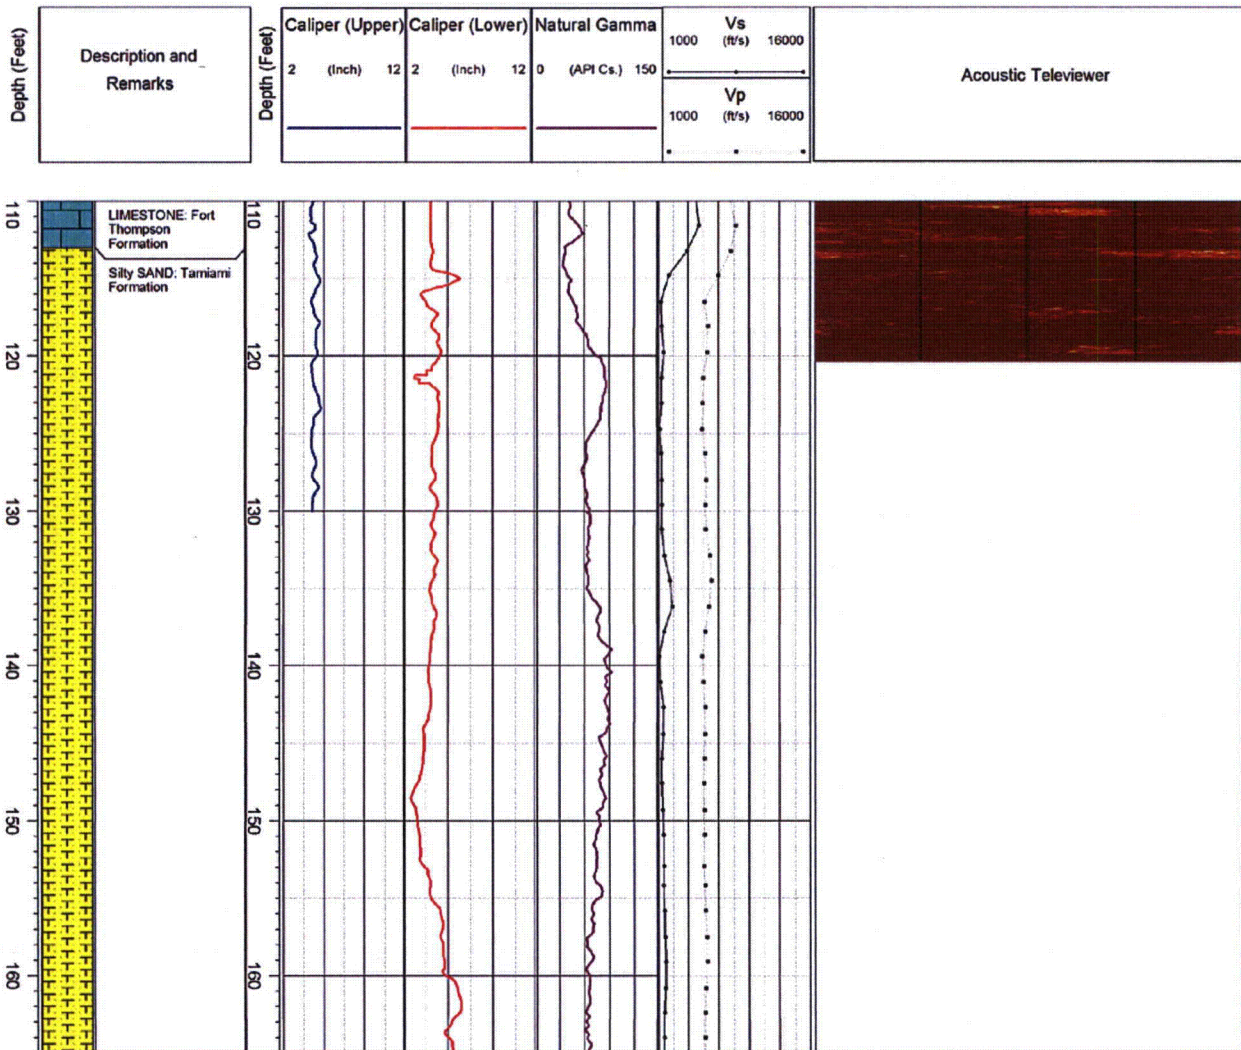 Depth (Feet)
Description and
Remarks
Depth (Feet)
Caliper (Upper)
2 (Inch) 12
Caliper (Lower)
2 (Inch) 12
Natural Gamma
0 (API Cs.) 150
Vs
1000 (ft/s) 16000
Vp
1000 (ft/s) 16000
Acoustic Televiewer
110
LIMESTONE: Fort
Thompson
Formation
Silty SAND: Tamiami
Formation
110
120
120
130
130
140
140
150
150
160
160